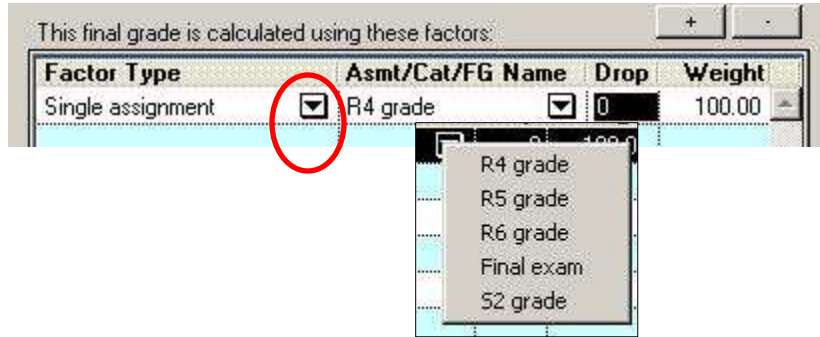 This final grade is calculated using these factors:
+ -
Factor Type Asmt/Cat/FG Name Drop Weight
Single assignment R4 grade 0 100.00
R4 grade
R5 grade
R6 grade
Final exam
S2 grade